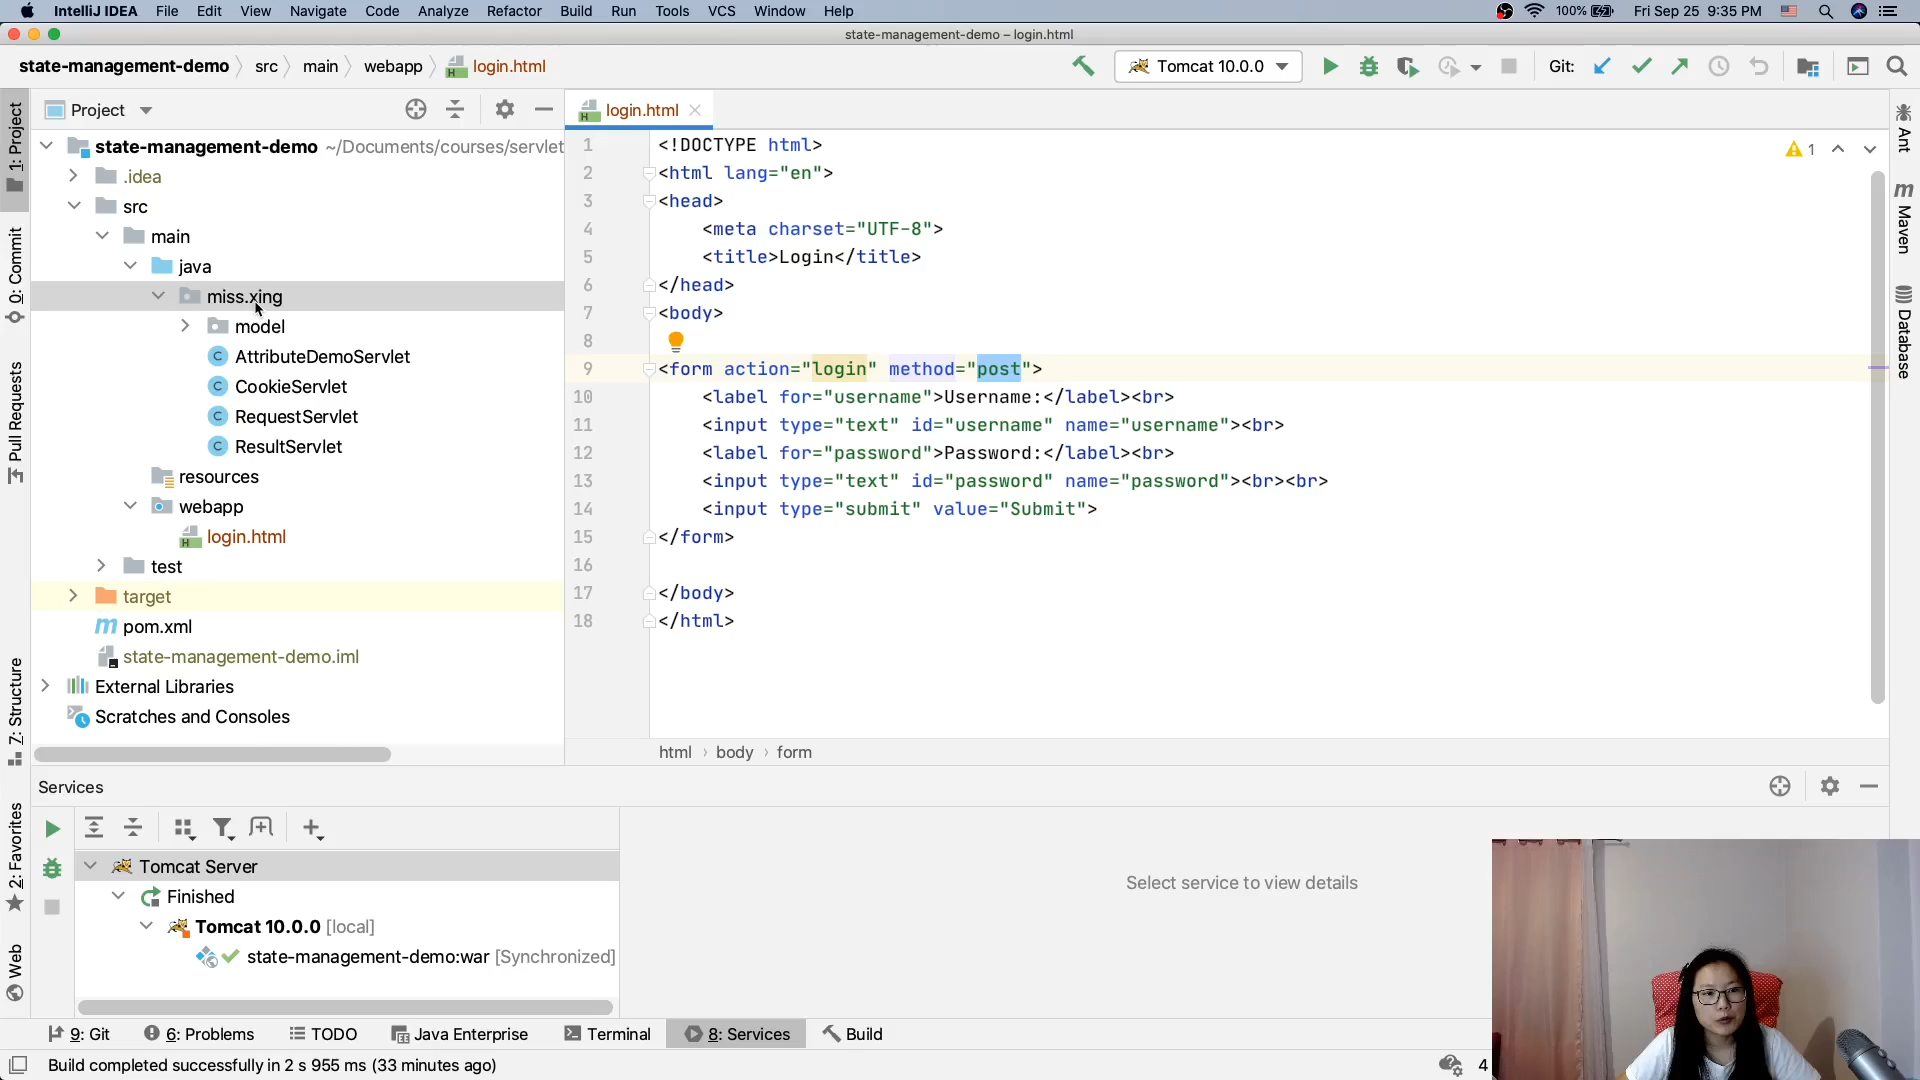 IntelliJ IDEA File Edit View Navigate Code Analyze Refactor Build Run Tools VCS Window Help 100% Fri Sep 25 9:35 PM
state-management-demo – login.html
state-management-demo src main webapp login.html Tomcat 10.0.0 Git:
Project
login.html
state-management-demo ~/Documents/courses/servlet
.idea
src
main
java
miss.xing
model
AttributeDemoServlet
CookieServlet
RequestServlet
ResultServlet
resources
webapp
login.html
test
target
pom.xml
state-management-demo.iml
External Libraries
Scratches and Consoles
1: Project
0: Commit
Pull Requests
7: Structure
2: Favorites
Web
1 <!DOCTYPE html>
2 <html lang="en">
3 <head>
4 <meta charset="UTF-8">
5 <title>Login</title>
6 </head>
7 <body>
8
9 <form action="login" method="post">
10 <label for="username">Username:</label><br>
11 <input type="text" id="username" name="username"><br>
12 <label for="password">Password:</label><br>
13 <input type="text" id="password" name="password"><br><br>
14 <input type="submit" value="Submit">
15 </form>
16
17 </body>
18 </html>
1
html body form
Ant
Maven
Database
Services
Tomcat Server
Finished
Tomcat 10.0.0 [local]
state-management-demo:war [Synchronized]
Select service to view details
9: Git 6: Problems TODO Java Enterprise Terminal 8: Services Build
Build completed successfully in 2 s 955 ms (33 minutes ago) 4